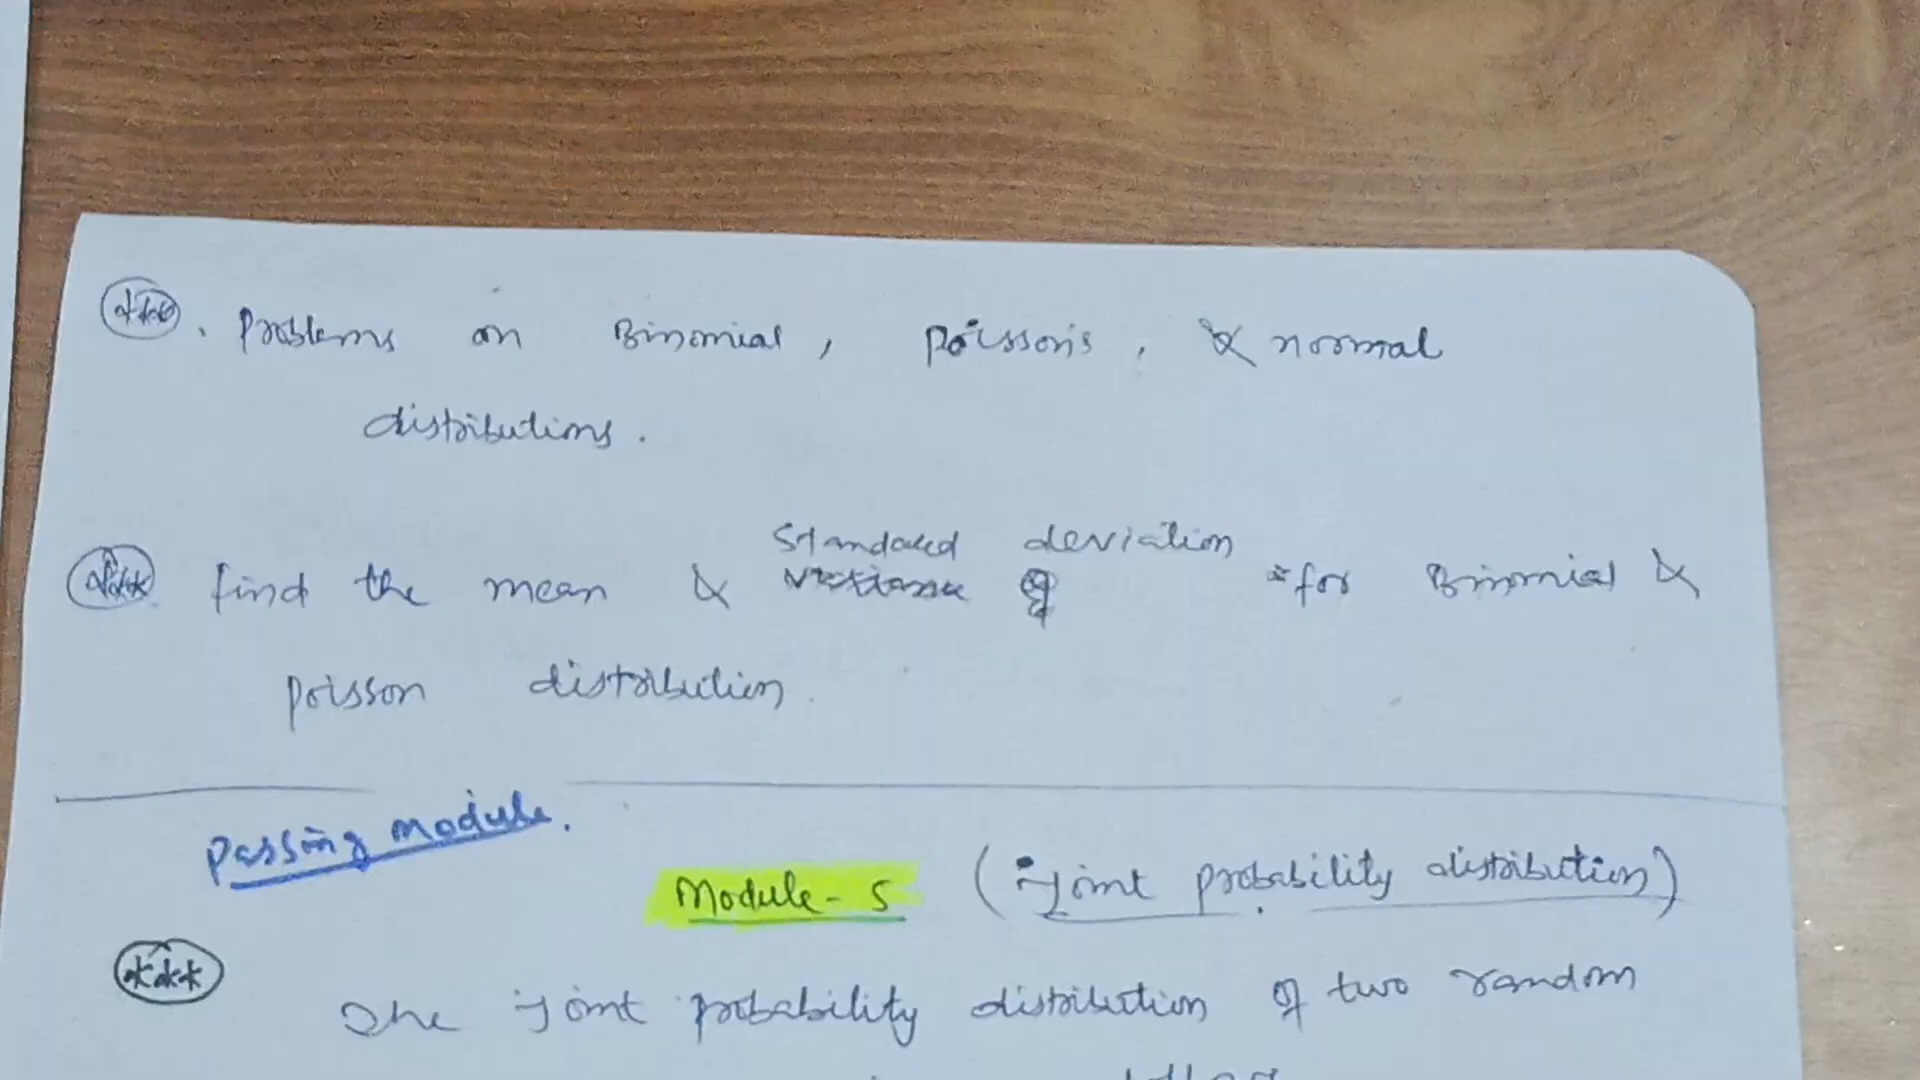 *** . Problems on Binomial, Poisson's, & normal
distributions.
*** find the mean & standard deviation for Binomial &
poisson distribution.
Passing module.
Module - 5 (joint probability distribution)
***
The joint probability distribution of two random